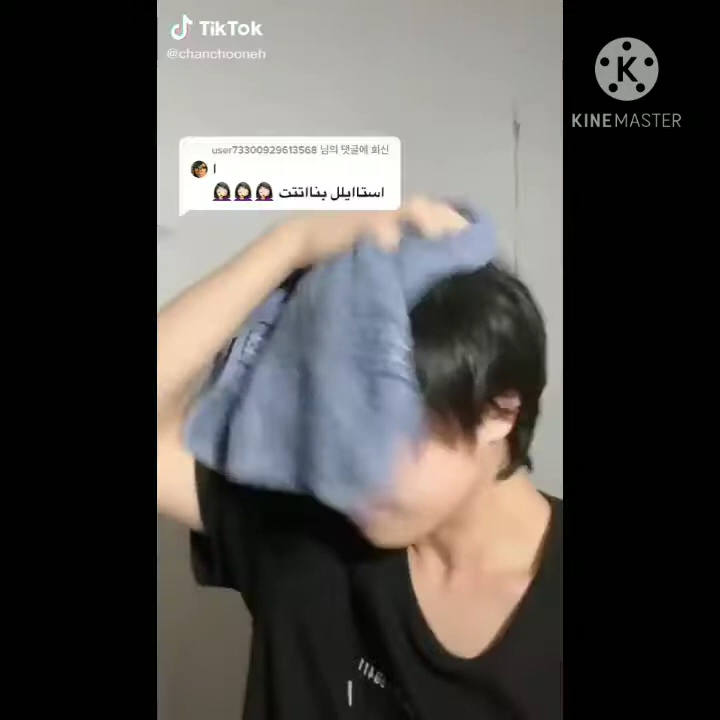 TikTok
@chanchooneh
KINEMASTER
user73300929613568 님의 댓글에 회신
ا
استاايلل بنااتتت